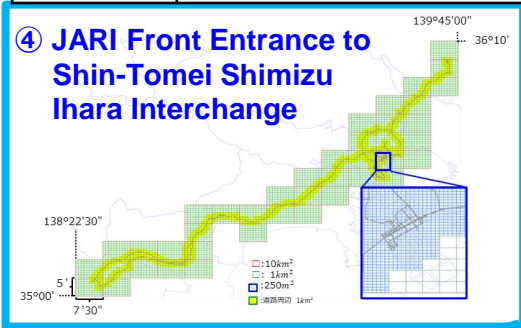 ④ JARI Front Entrance to
Shin-Tomei Shimizu
Ihara Interchange
139°45'00"
36°10'
138°22'30"
5'
35°00'
7'30"
:10km²
: 1km²
:250m²
:道路周辺 1km²